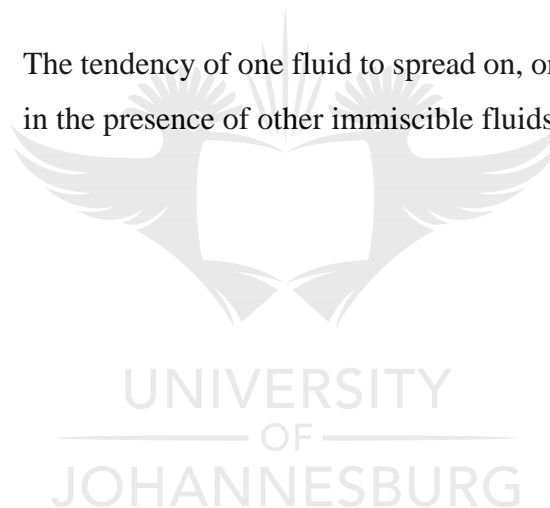 The tendency of one fluid to spread on, or
in the presence of other immiscible fluids
UNIVERSITY
OF
JOHANNESBURG